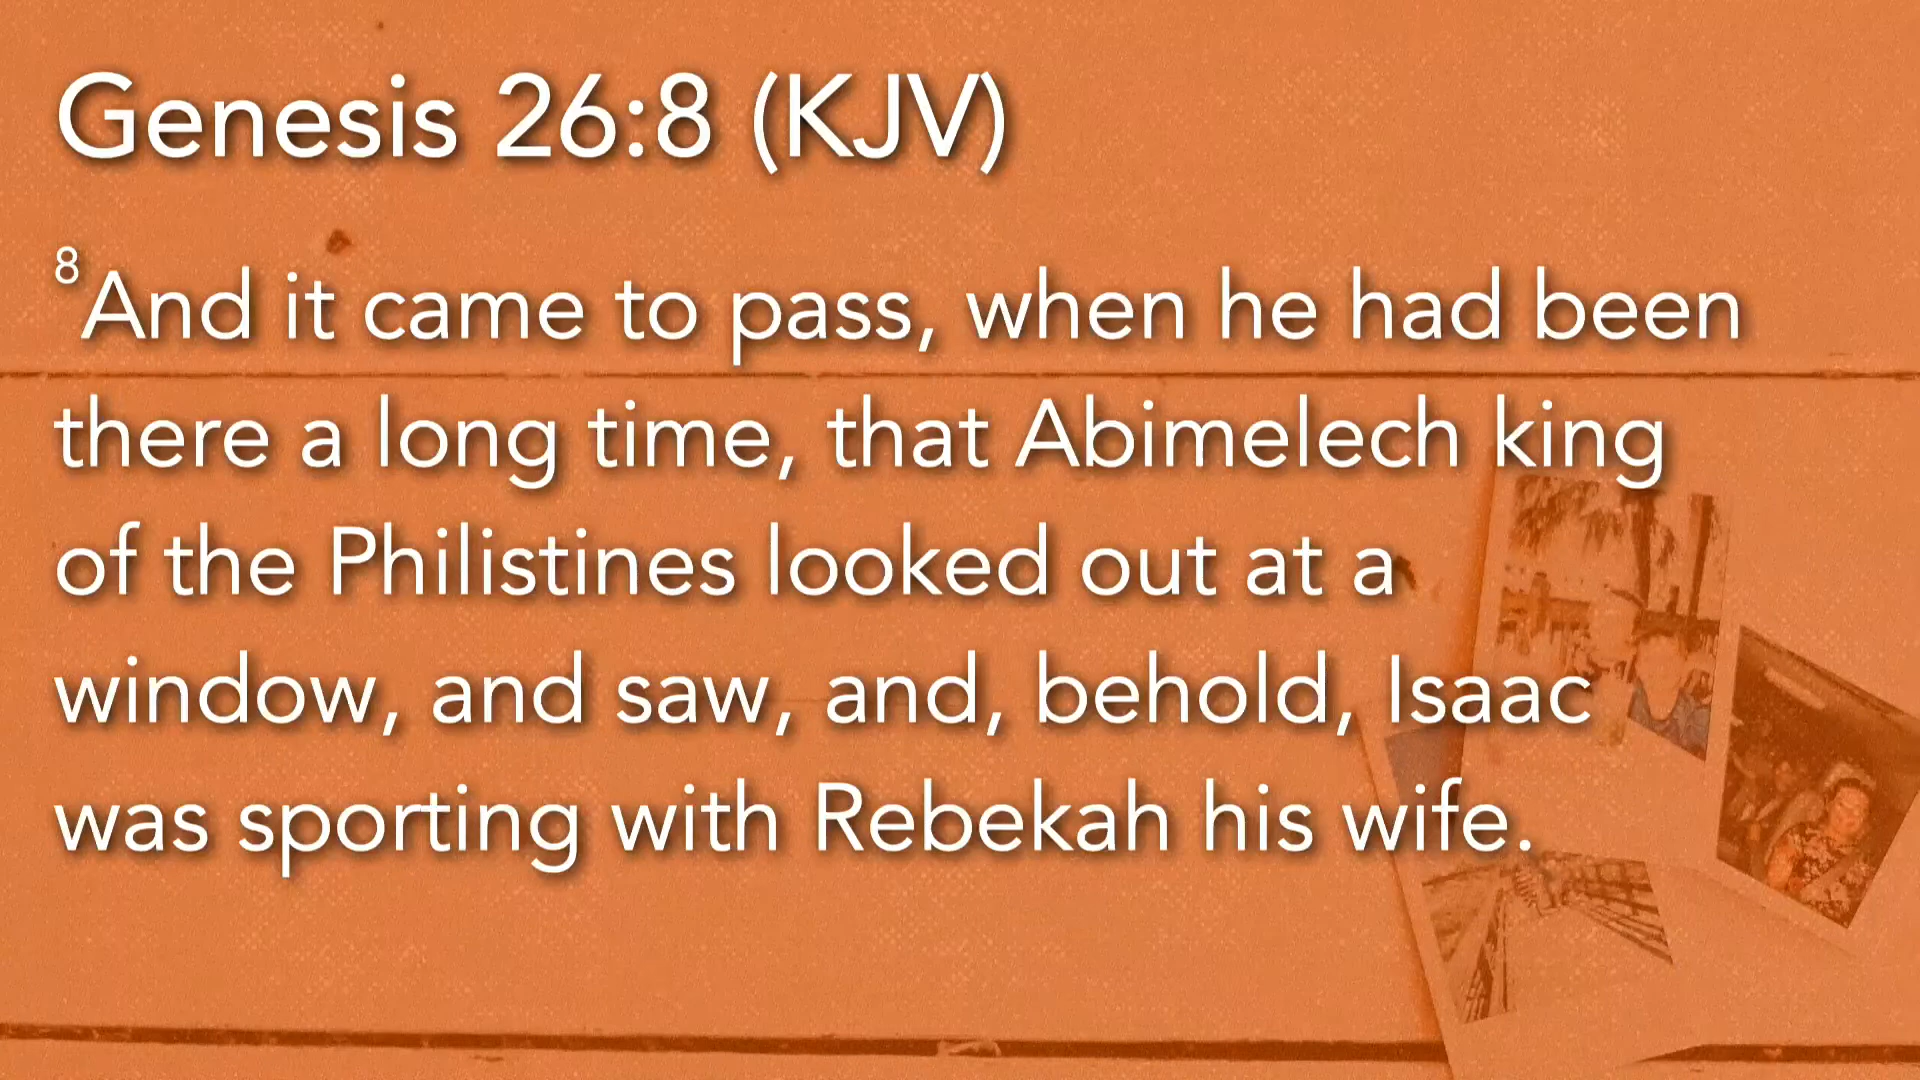 Genesis 26:8 (KJV)
8And it came to pass, when he had been
there a long time, that Abimelech king
of the Philistines looked out at a
window, and saw, and, behold, Isaac
was sporting with Rebekah his wife.